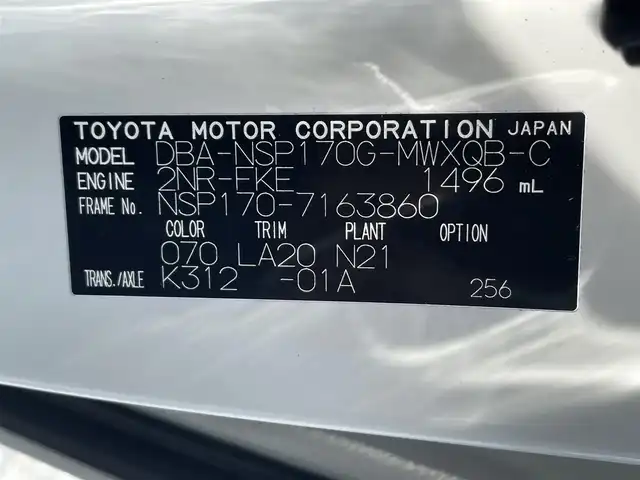 TOYOTA MOTOR CORPORATION JAPAN
MODEL DBA-NSP170G-MWXQB-C
ENGINE 2NR-FKE 1496 mL
FRAME No. NSP170-7163860
COLOR TRIM PLANT OPTION
070 LA20 N21
TRANS./AXLE K312 -01A 256